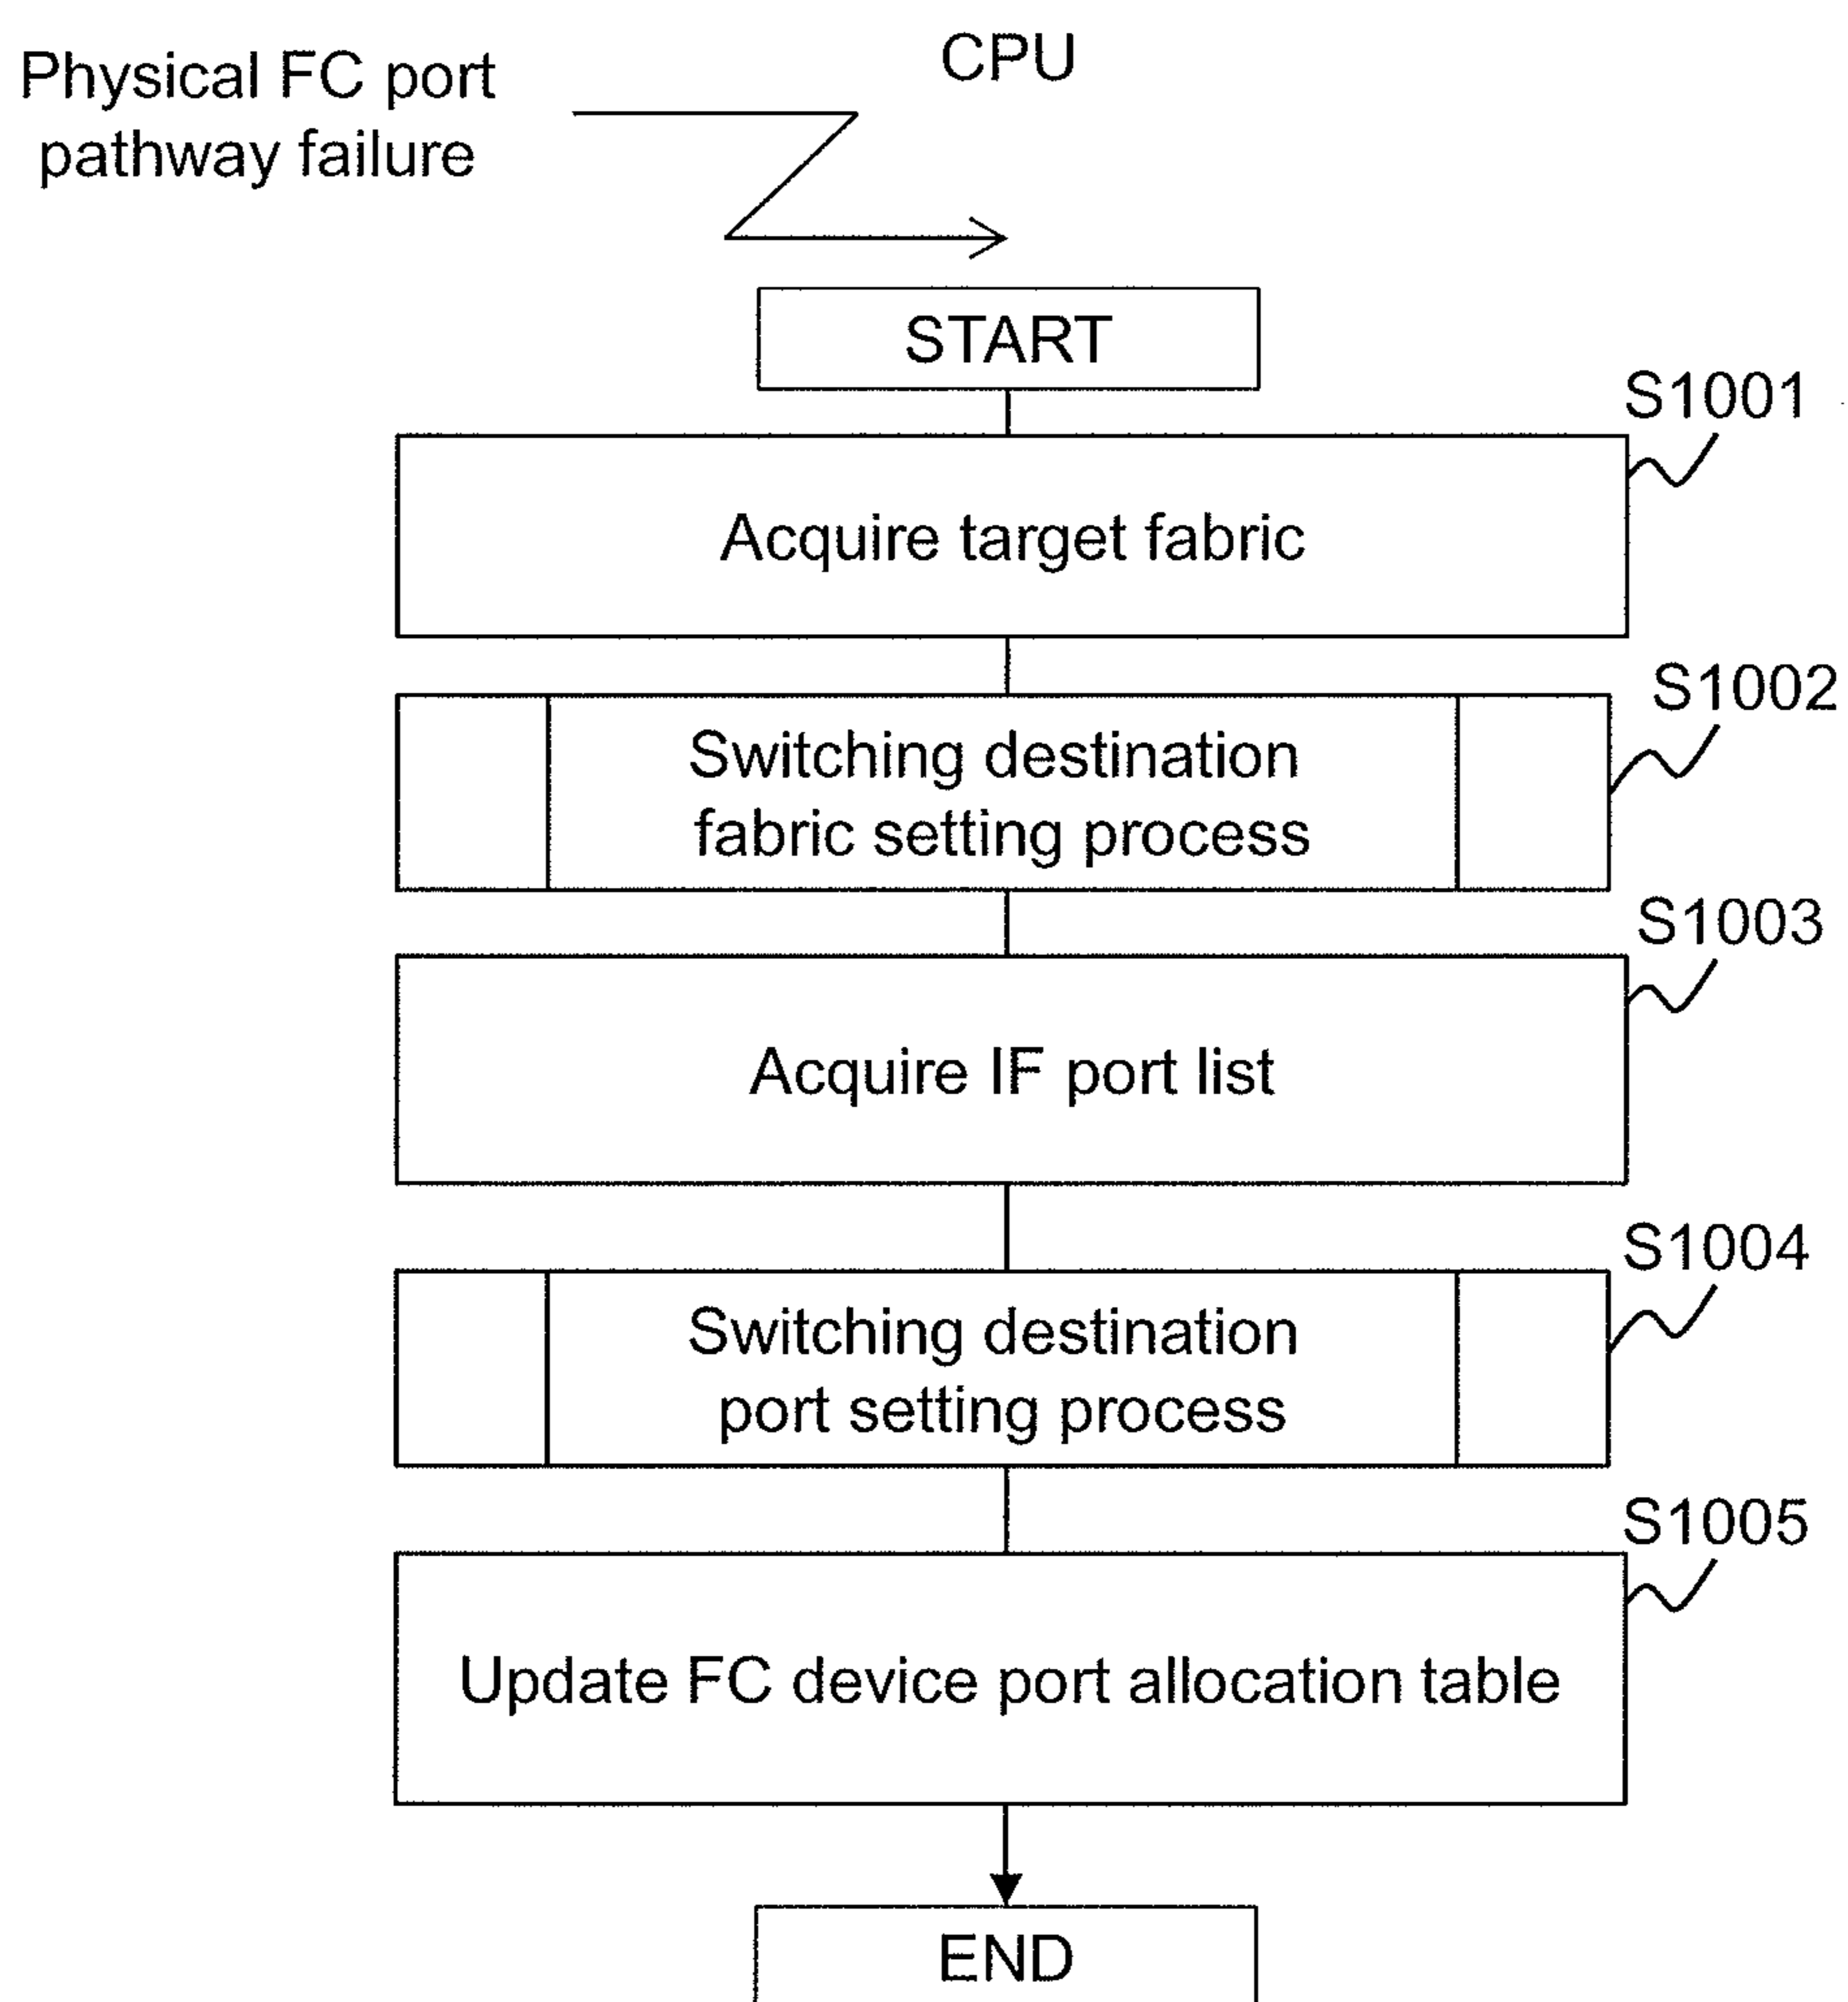 Physical FC port
pathway failure
CPU
START
S1001
Acquire target fabric
S1002
Switching destination
fabric setting process
S1003
Acquire IF port list
S1004
Switching destination
port setting process
S1005
Update FC device port allocation table
END